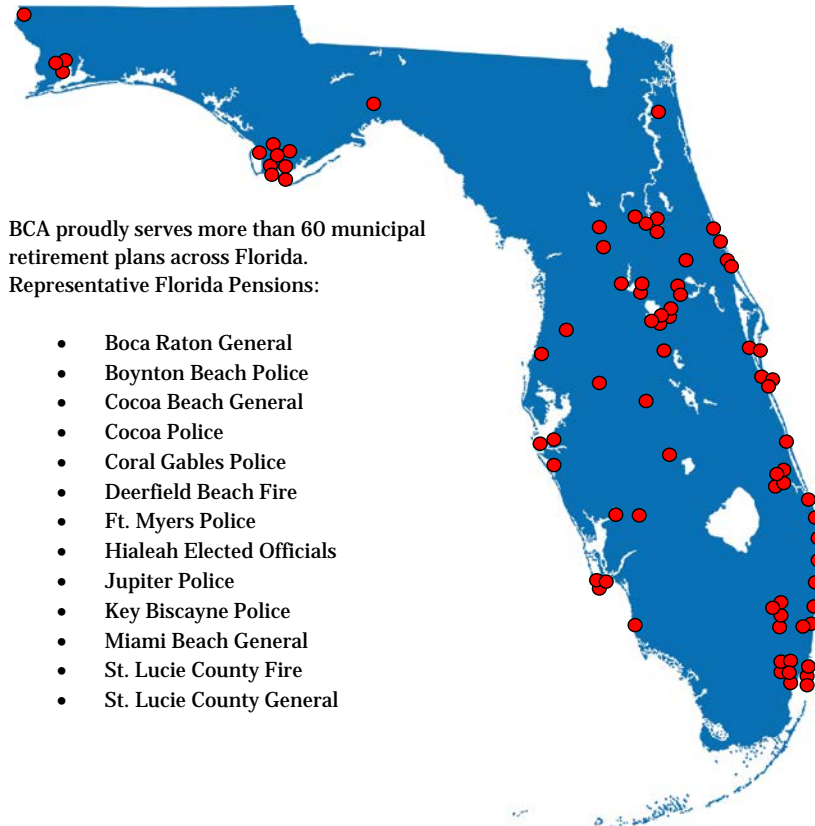 BCA proudly serves more than 60 municipal
retirement plans across Florida.
Representative Florida Pensions:
• Boca Raton General
• Boynton Beach Police
• Cocoa Beach General
• Cocoa Police
• Coral Gables Police
• Deerfield Beach Fire
• Ft. Myers Police
• Hialeah Elected Officials
• Jupiter Police
• Key Biscayne Police
• Miami Beach General
• St. Lucie County Fire
• St. Lucie County General